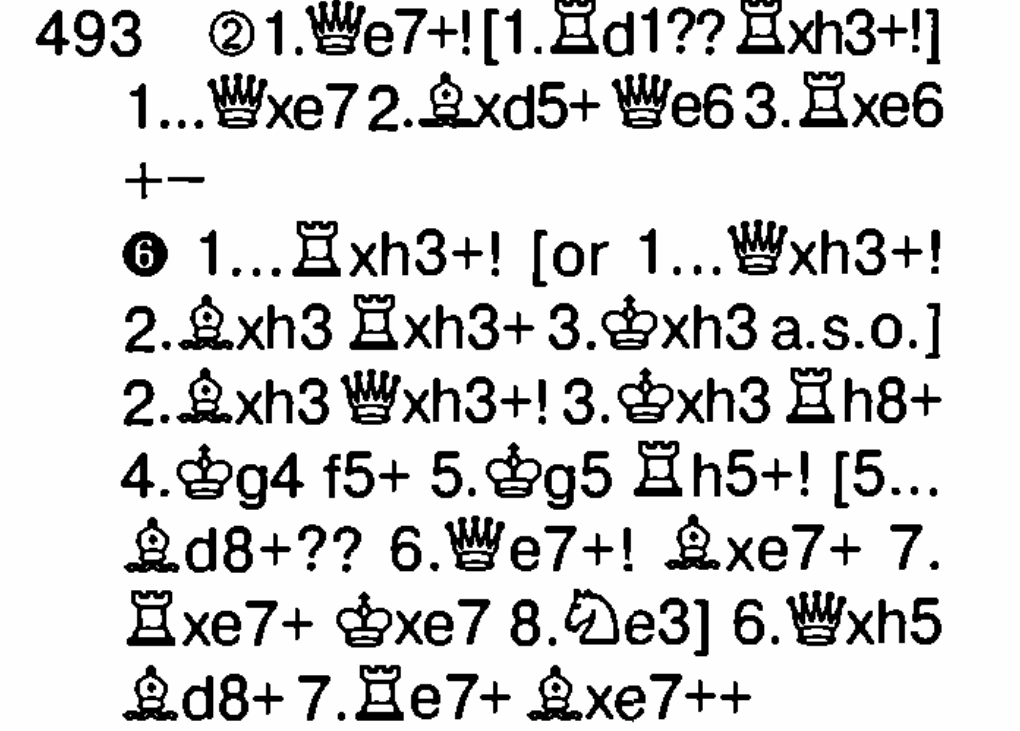 493 ②1.♕e7+! [1.♖d1?? ♖xh3+!]
1...♕xe7 2.♗xd5+ ♕e6 3.♖xe6
+−
❻ 1...♖xh3+! [or 1...♕xh3+!
2.♗xh3 ♖xh3+ 3.♔xh3 a.s.o.]
2.♗xh3 ♕xh3+! 3.♔xh3 ♖h8+
4.♔g4 f5+ 5.♔g5 ♖h5+! [5...
♗d8+?? 6.♕e7+! ♗xe7+ 7.
♖xe7+ ♔xe7 8.♘e3] 6.♕xh5
♗d8+ 7.♖e7+ ♗xe7++